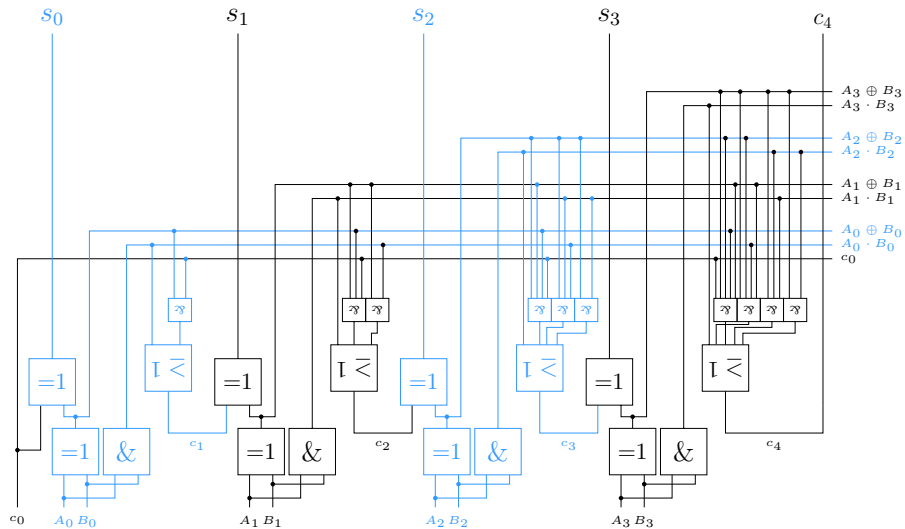 s₀ s₁ s₂ s₃ c₄
A₃ ⊕ B₃
A₃ · B₃
A₂ ⊕ B₂
A₂ · B₂
A₁ ⊕ B₁
A₁ · B₁
A₀ ⊕ B₀
A₀ · B₀
c₀
& & & & & & & & & &
≥1 ≥1 ≥1 ≥1
=1 =1 =1 =1
c₁ c₂ c₃ c₄
=1 & =1 & =1 & =1 &
c₀ A₀ B₀ A₁ B₁ A₂ B₂ A₃ B₃